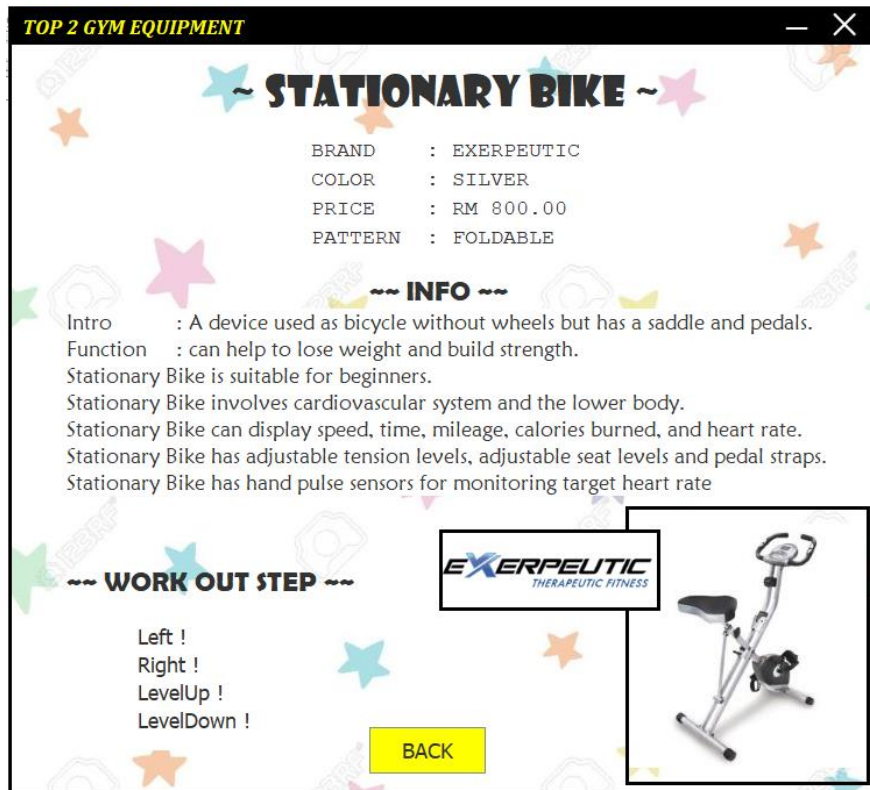 TOP 2 GYM EQUIPMENT
~ STATIONARY BIKE ~
BRAND : EXERPEUTIC
COLOR : SILVER
PRICE : RM 800.00
PATTERN : FOLDABLE
~~ INFO ~~
Intro : A device used as bicycle without wheels but has a saddle and pedals.
Function : can help to lose weight and build strength.
Stationary Bike is suitable for beginners.
Stationary Bike involves cardiovascular system and the lower body.
Stationary Bike can display speed, time, mileage, calories burned, and heart rate.
Stationary Bike has adjustable tension levels, adjustable seat levels and pedal straps.
Stationary Bike has hand pulse sensors for monitoring target heart rate
EXERPEUTIC
THERAPEUTIC FITNESS
~~ WORK OUT STEP ~~
Left !
Right !
LevelUp !
LevelDown !
BACK
123RF